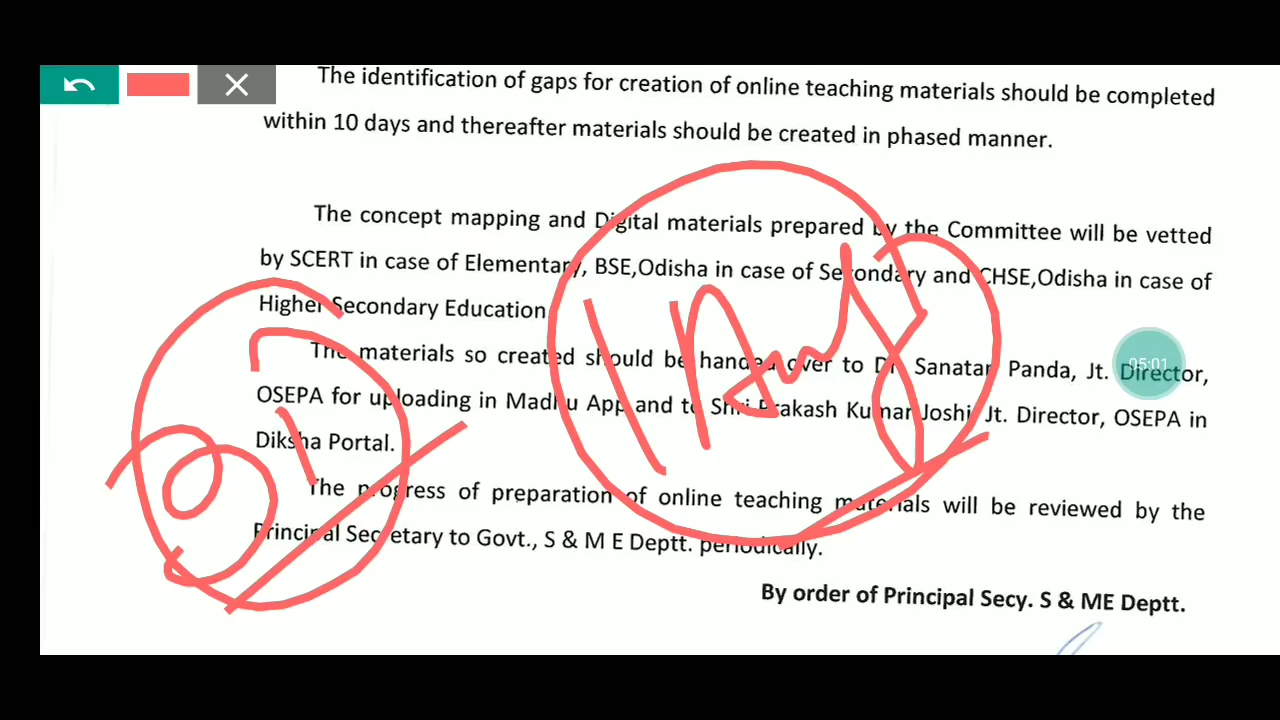 The identification of gaps for creation of online teaching materials should be completed
within 10 days and thereafter materials should be created in phased manner.
The concept mapping and Digital materials prepared by the Committee will be vetted
by SCERT in case of Elementary, BSE,Odisha in case of Secondary and CHSE,Odisha in case of
Higher Secondary Education.
The materials so created should be handed over to Dr. Sanatan Panda, Jt. Director,
05:01
OSEPA for uploading in Madhu App and to Shri Prakash Kumar Joshi, Jt. Director, OSEPA in
Diksha Portal.
The progress of preparation of online teaching materials will be reviewed by the
Principal Secretary to Govt., S & M E Deptt. periodically.
By order of Principal Secy. S & ME Deptt.